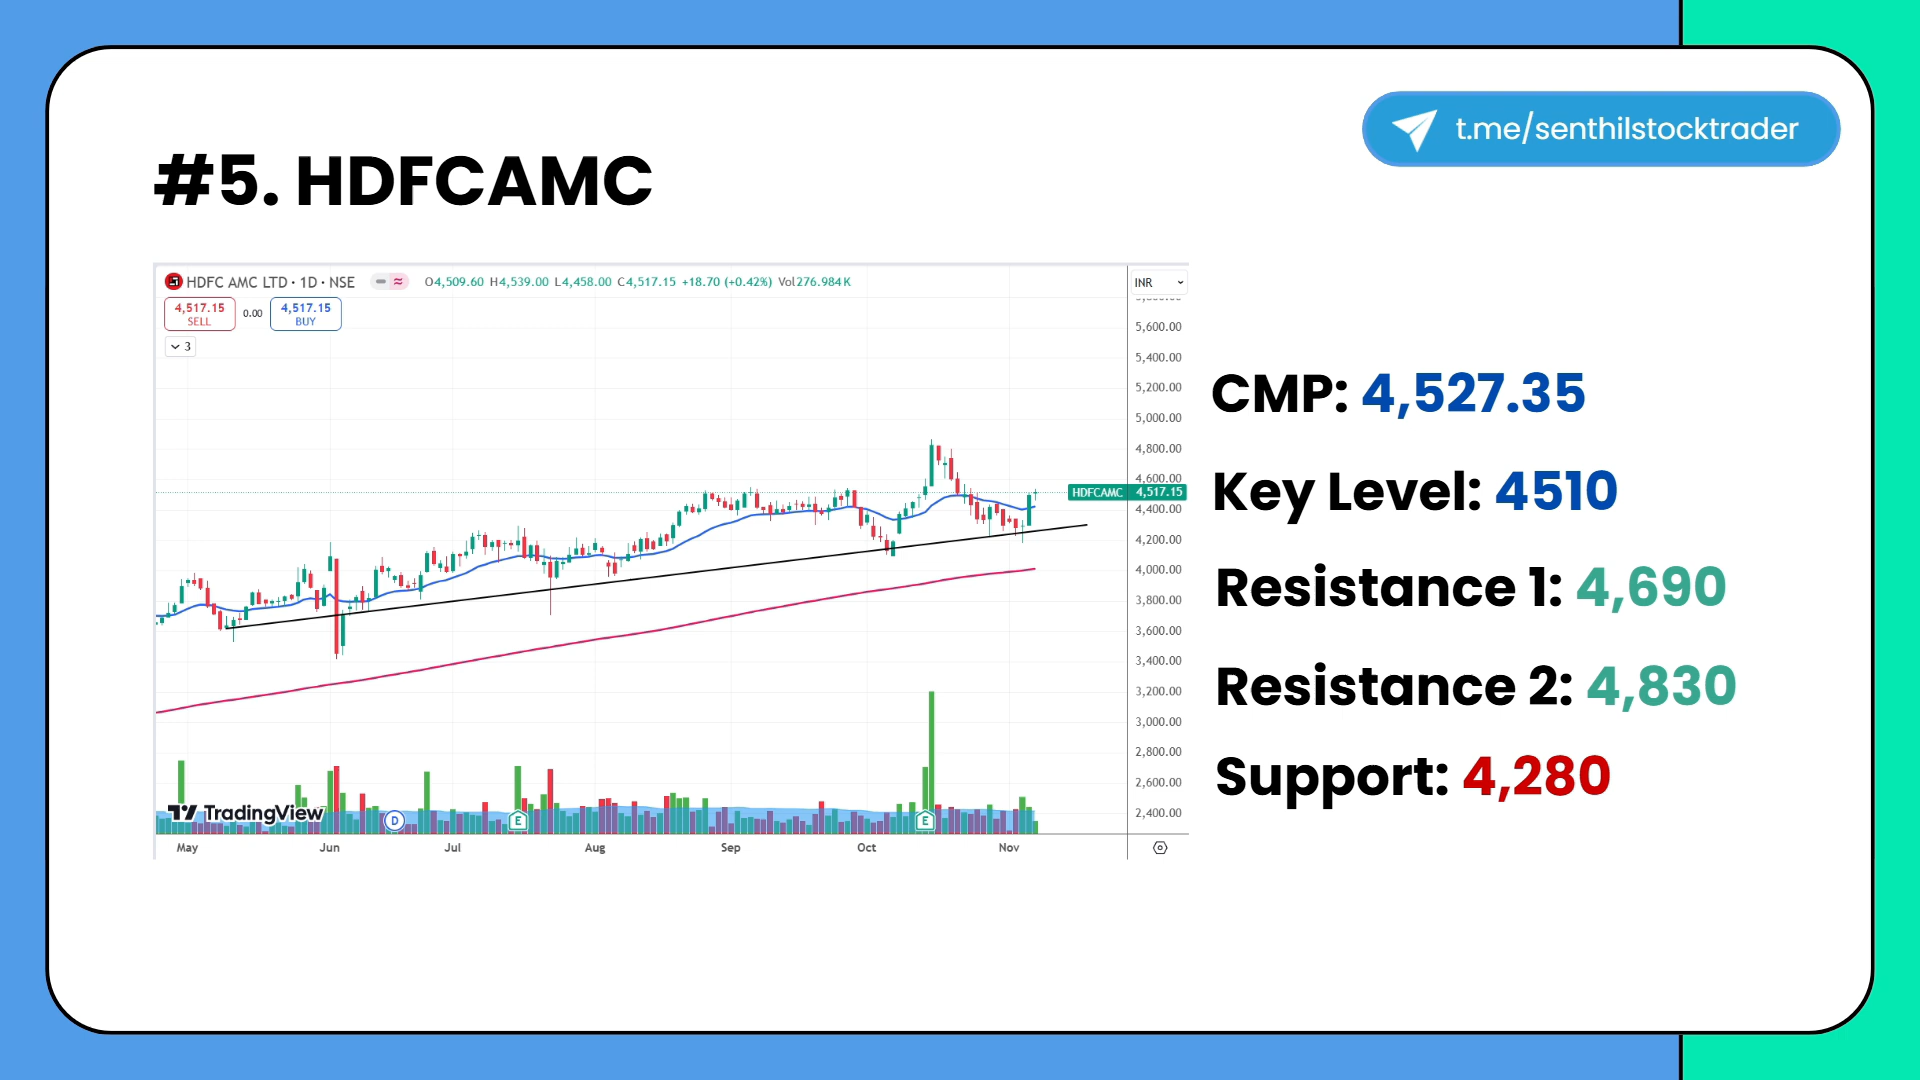 t.me/senthilstocktrader
#5. HDFCAMC
HDFC AMC LTD · 1D · NSE
O4,509.60 H4,539.00 L4,458.00 C4,517.15 +18.70 (+0.42%) Vol276.984K
INR
4,517.15
SELL
0.00
4,517.15
BUY
3
5,600.00
5,400.00
5,200.00
5,000.00
4,800.00
4,600.00
HDFCAMC 4,517.15
4,400.00
4,200.00
4,000.00
3,800.00
3,600.00
3,400.00
3,200.00
3,000.00
2,800.00
2,600.00
2,400.00
TradingView
D
E
E
May Jun Jul Aug Sep Oct Nov
CMP: 4,527.35
Key Level: 4510
Resistance 1: 4,690
Resistance 2: 4,830
Support: 4,280